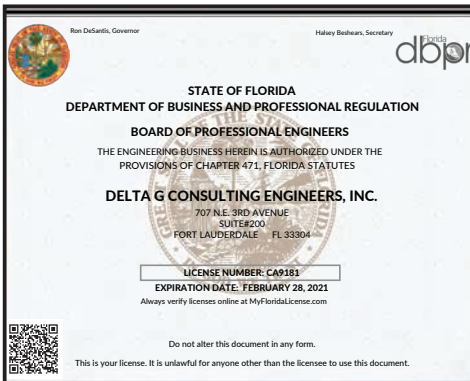 Ron DeSantis, Governor
Halsey Beshears, Secretary
Florida
dbpr
STATE OF FLORIDA
DEPARTMENT OF BUSINESS AND PROFESSIONAL REGULATION
BOARD OF PROFESSIONAL ENGINEERS
THE ENGINEERING BUSINESS HEREIN IS AUTHORIZED UNDER THE
PROVISIONS OF CHAPTER 471, FLORIDA STATUTES
DELTA G CONSULTING ENGINEERS, INC.
707 N.E. 3RD AVENUE
SUITE#200
FORT LAUDERDALE FL 33304
LICENSE NUMBER: CA9181
EXPIRATION DATE: FEBRUARY 28, 2021
Always verify licenses online at MyFloridaLicense.com
Do not alter this document in any form.
This is your license. It is unlawful for anyone other than the licensee to use this document.